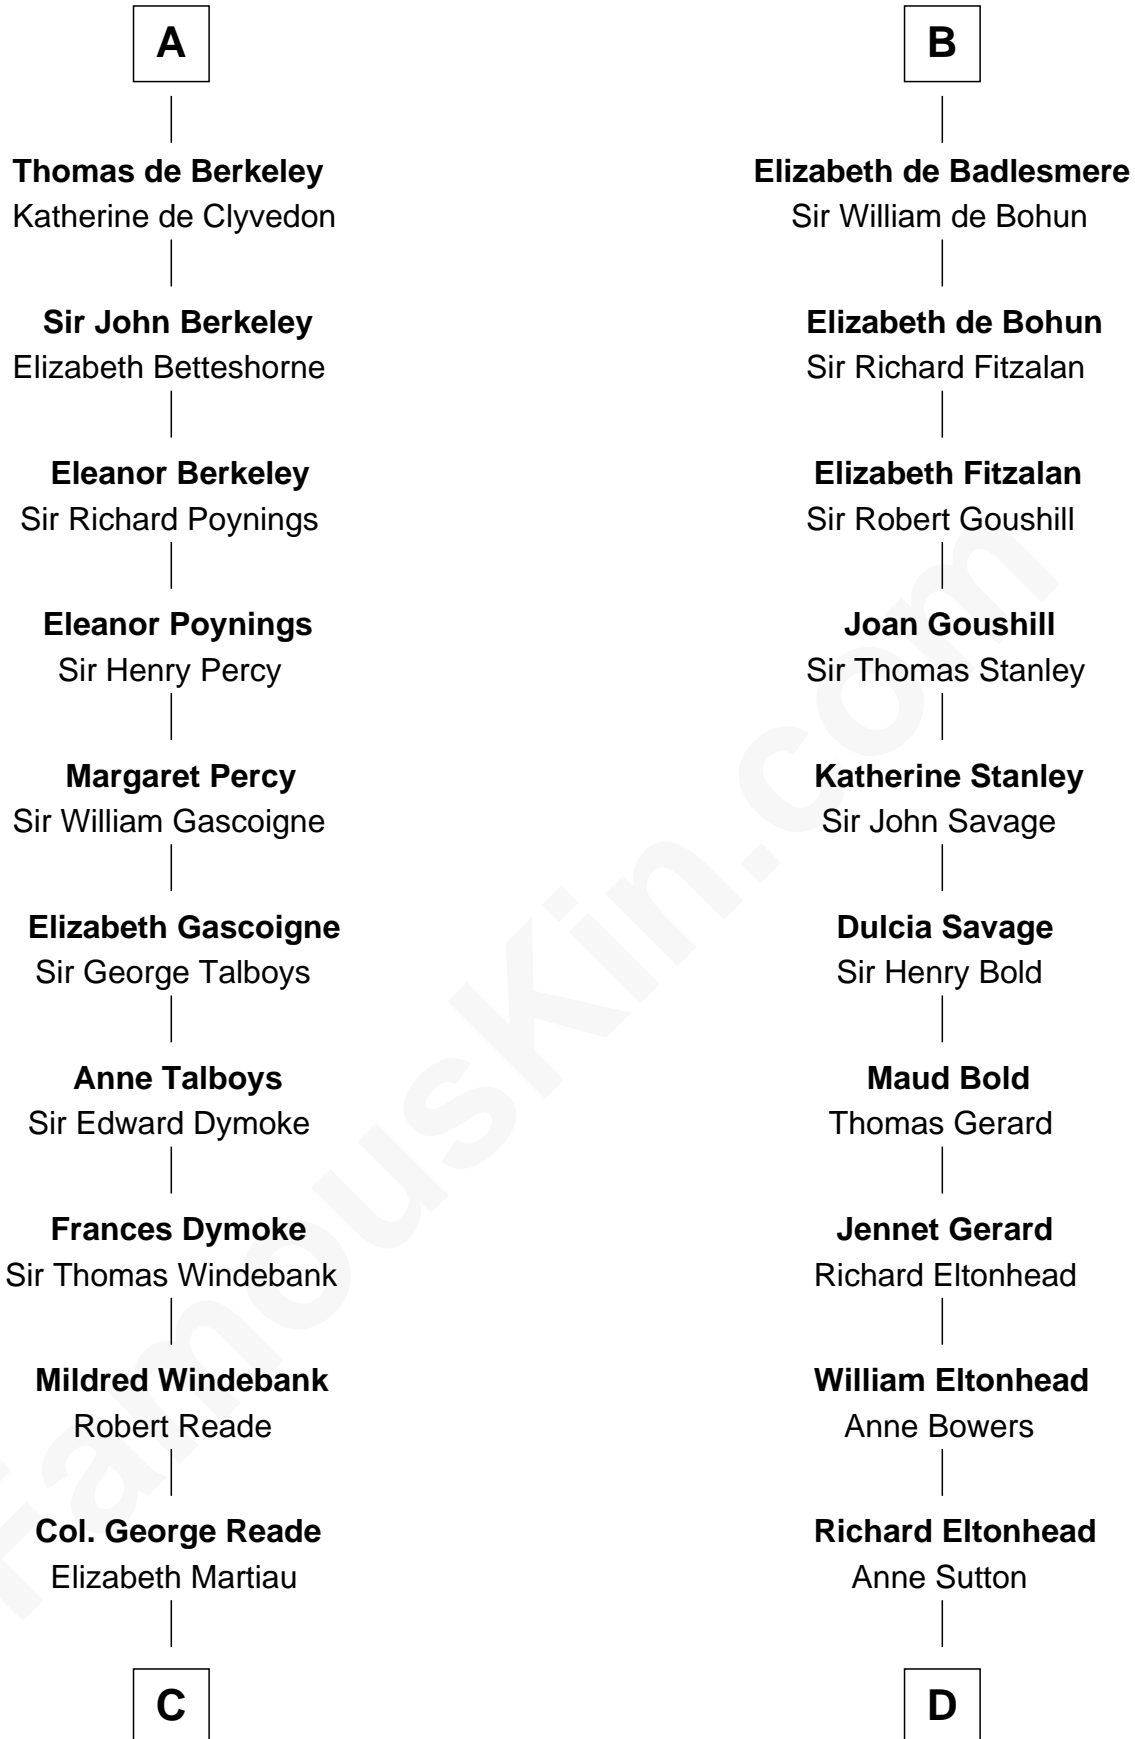 A
Thomas de Berkeley
Katherine de Clyvedon
Sir John Berkeley
Elizabeth Betteshorne
Eleanor Berkeley
Sir Richard Poynings
Eleanor Poynings
Sir Henry Percy
Margaret Percy
Sir William Gascoigne
Elizabeth Gascoigne
Sir George Talboys
Anne Talboys
Sir Edward Dymoke
Frances Dymoke
Sir Thomas Windebank
Mildred Windebank
Robert Reade
Col. George Reade
Elizabeth Martiau
C
B
Elizabeth de Badlesmere
Sir William de Bohun
Elizabeth de Bohun
Sir Richard Fitzalan
Elizabeth Fitzalan
Sir Robert Goushill
Joan Goushill
Sir Thomas Stanley
Katherine Stanley
Sir John Savage
Dulcia Savage
Sir Henry Bold
Maud Bold
Thomas Gerard
Jennet Gerard
Richard Eltonhead
William Eltonhead
Anne Bowers
Richard Eltonhead
Anne Sutton
D
FamousKin.com